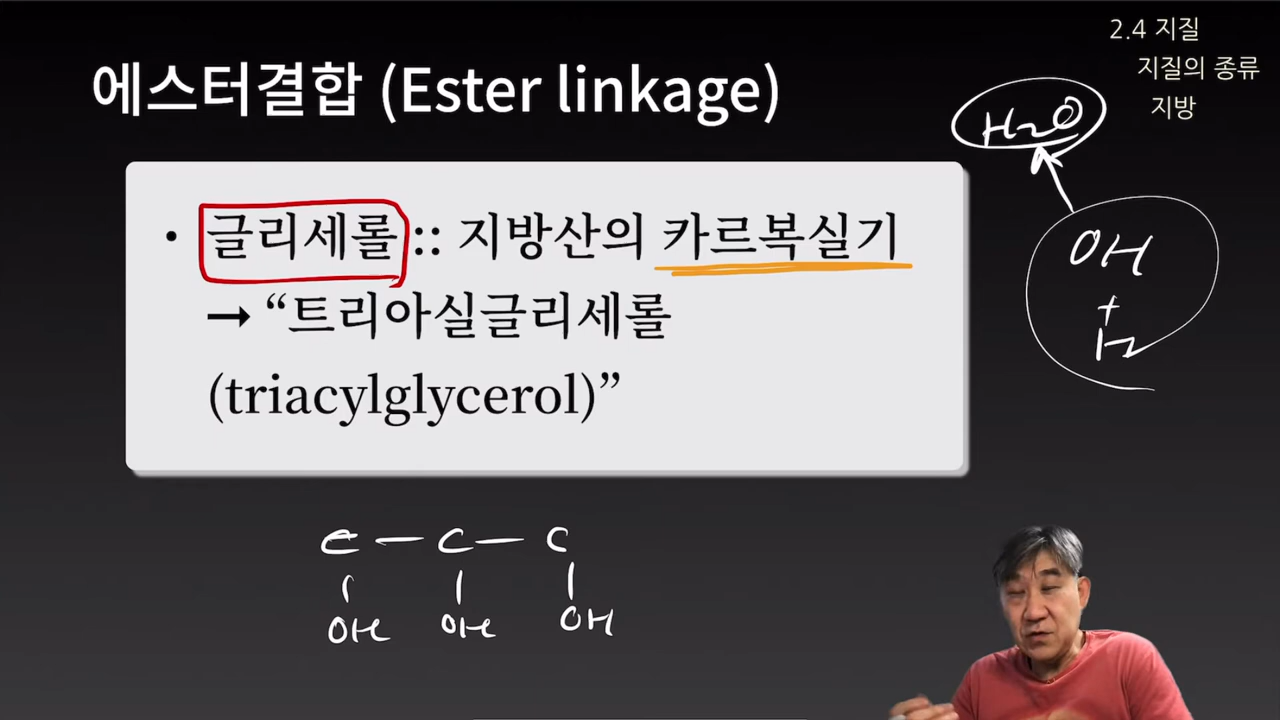 2.4 지질
지질의 종류
지방
에스터결합 (Ester linkage)
H2O
• 글리세롤 :: 지방산의 카르복실기
→ “트리아실글리세롤
(triacylglycerol)”
OH
+
H
C — C — C
OH OH OH